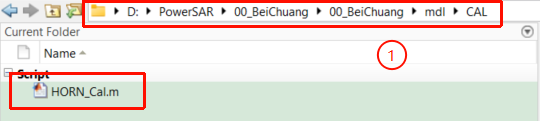 D: ▸ PowerSAR ▸ 00_BeiChuang ▸ 00_BeiChuang ▸ mdl ▸ CAL
Current Folder
1
Name
Script
HORN_Cal.m